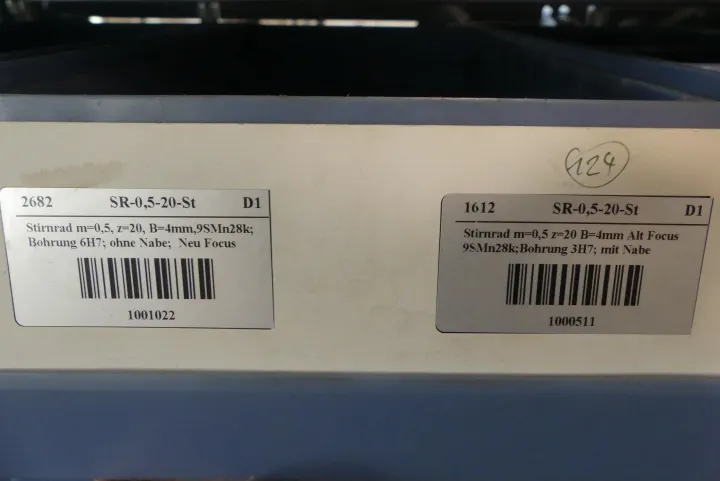 124
2682 SR-0,5-20-St D1
Stirnrad m=0,5, z=20, B=4mm,9SMn28k;
Bohrung 6H7; ohne Nabe; Neu Focus
1001022
1612 SR-0,5-20-St D1
Stirnrad m=0,5 z=20 B=4mm Alt Focus
9SMn28k;Bohrung 3H7; mit Nabe
1000511